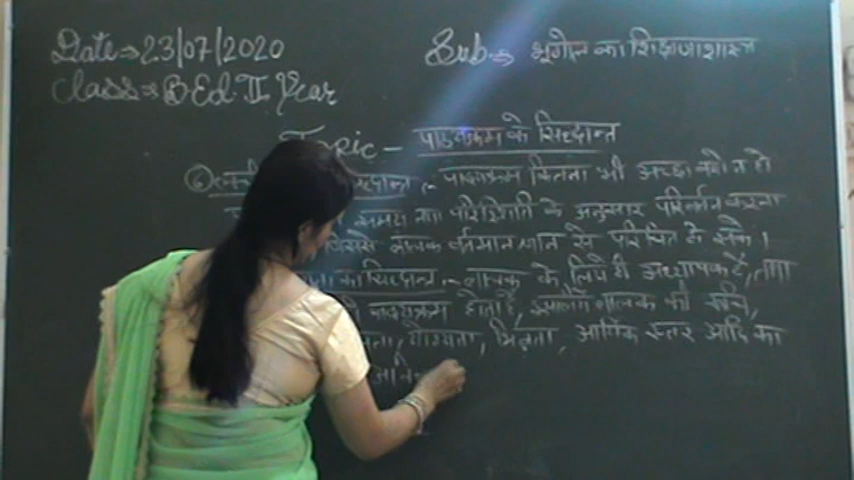 Date⇒23/07/2020
Sub.⇒ भूगोल का शिक्षणशास्त्र
Class⇒B.Ed. II Year
Topic - पाठ्यक्रम के सिद्धान्त
⑥ सिद्धान्त :- पाठ्यक्रम कितना भी अच्छा क्यों न हो
समय तथा परिस्थिति के अनुसार परिवर्तन करना
जिससे बालक वर्तमान ज्ञान से परिचित हो सके।
का सिद्धान्त :- बालक के लिये ही अध्यापक है, तथा
पाठ्यक्रम होता है, बालक की रुचि,
योग्यता, भिन्नता, आर्थिक स्तर आदि का